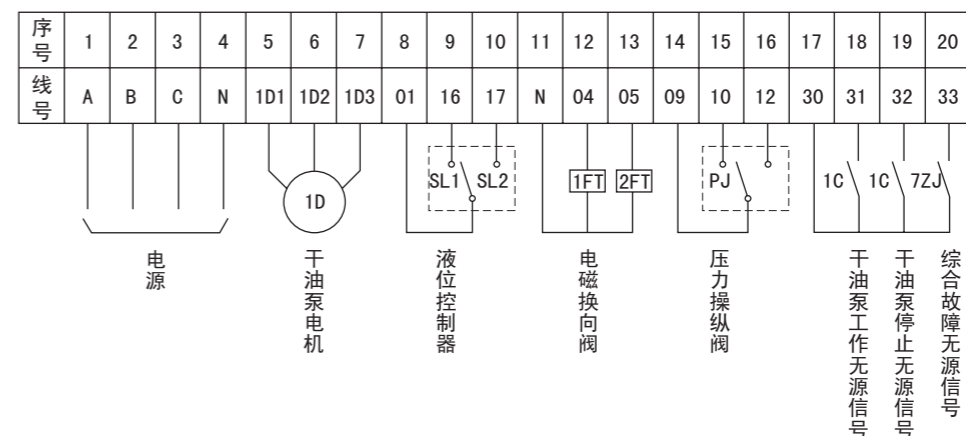 序号 1 2 3 4 5 6 7 8 9 10 11 12 13 14 15 16 17 18 19 20
线号 A B C N 1D1 1D2 1D3 01 16 17 N 04 05 09 10 12 30 31 32 33
SL1 SL2 1FT 2FT PJ 1C 1C 7ZJ
1D
电源
干油泵电机
液位控制器
电磁换向阀
压力操纵阀
干油泵工作无源信号
干油泵停止无源信号
综合故障无源信号